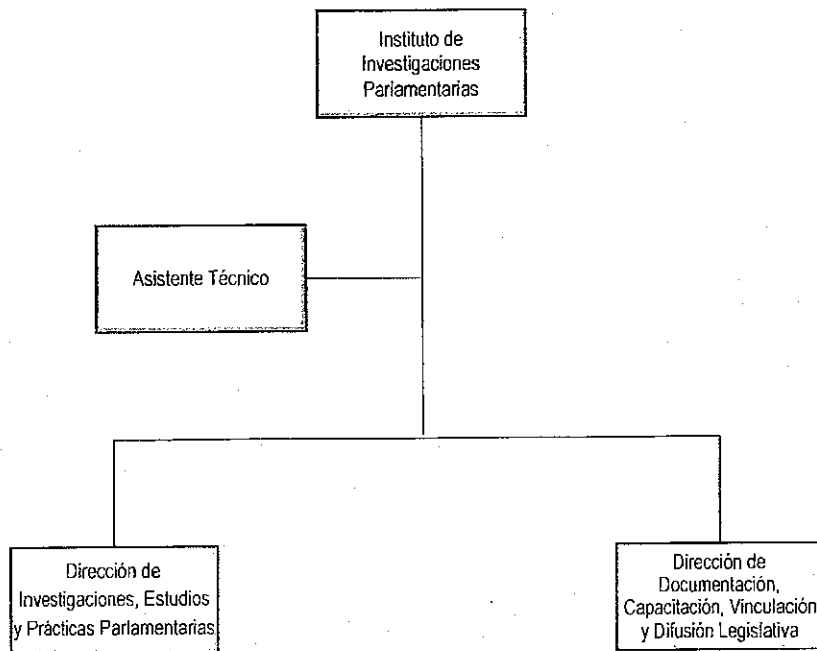 Instituto de
Investigaciones
Parlamentarias
Asistente Técnico
Dirección de
Investigaciones, Estudios
y Prácticas Parlamentarias
Dirección de
Documentación,
Capacitación, Vinculación
y Difusión Legislativa